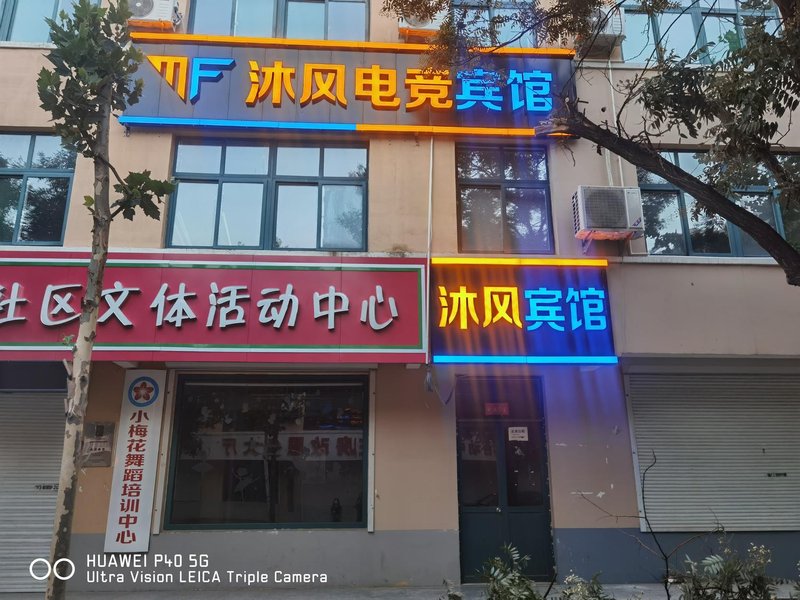 MF 沐风电竞宾馆
社区文体活动中心
沐风宾馆
小梅花舞蹈培训中心
HUAWEI P40 5G
Ultra Vision LEICA Triple Camera